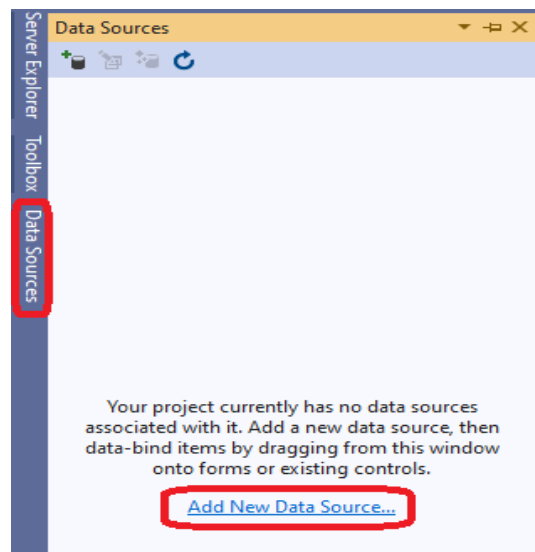 Server Explorer
Toolbox
Data Sources
Data Sources
Your project currently has no data sources
associated with it. Add a new data source, then
data-bind items by dragging from this window
onto forms or existing controls.
Add New Data Source...